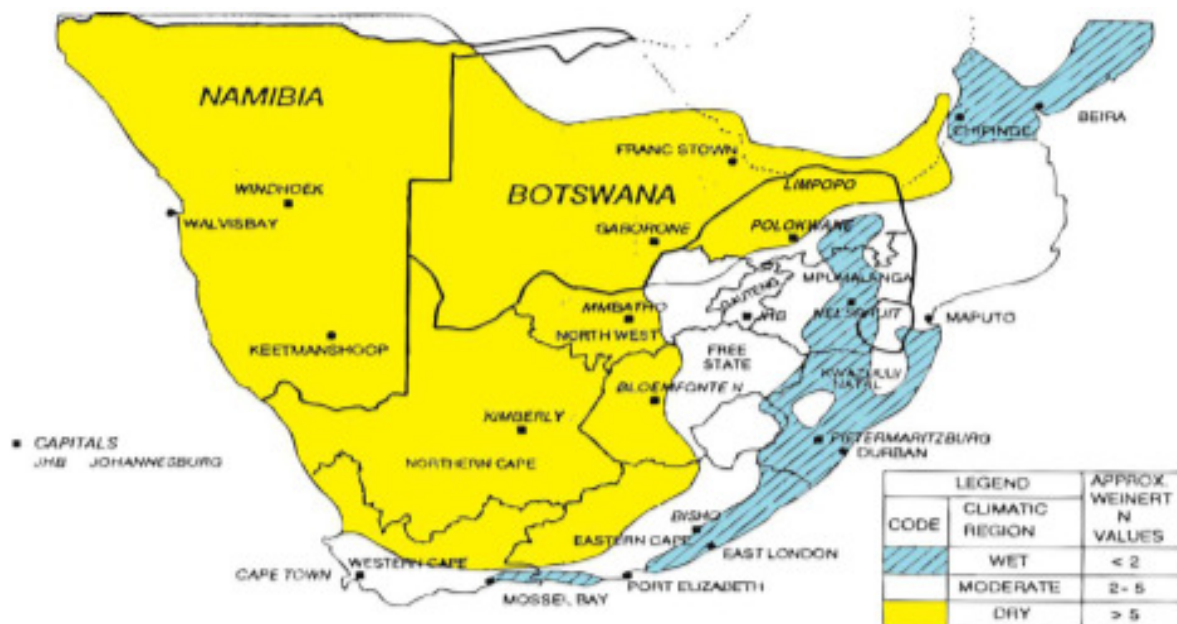 NAMIBIA
CHIPINGE
BEIRA
FRANC STOWN
LIMPOPO
WINDHOEK
BOTSWANA
WALVISBAY
GABORONE
POLOKWANE
MPUMALANGA
GAUTENG
MMBATHO
JHB
NELSPRUIT
MAPUTO
NORTH WEST
KEETMANSHOOP
FREE
STATE
KWAZULU/
NATAL
BLOEMFONTE N
KIMBERLY
CAPITALS
JHB JOHANNESBURG
PIETERMARITZBURG
DURBAN
NORTHERN CAPE
BISHO
EASTERN CAPE
EAST LONDON
WESTERN CAPE
CAPE TOWN
PORT ELIZABETH
MOSSEL BAY
LEGEND
APPROX.
WEINERT
N
VALUES
CODE
CLIMATIC
REGION
WET
< 2
MODERATE
2- 5
DRY
> 5